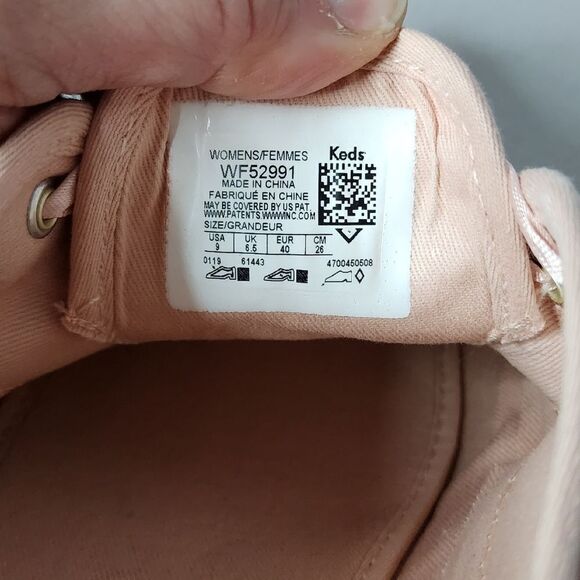 WOMENS/FEMMES
Keds
WF52991
MADE IN CHINA
FABRIQUÉ EN CHINE
MAY BE COVERED BY US PAT.
WWW.PATENTS.WWWINC.COM
SIZE/GRANDEUR
USA UK EUR CM
9 6.5 40 26
0119 61443 4700450508